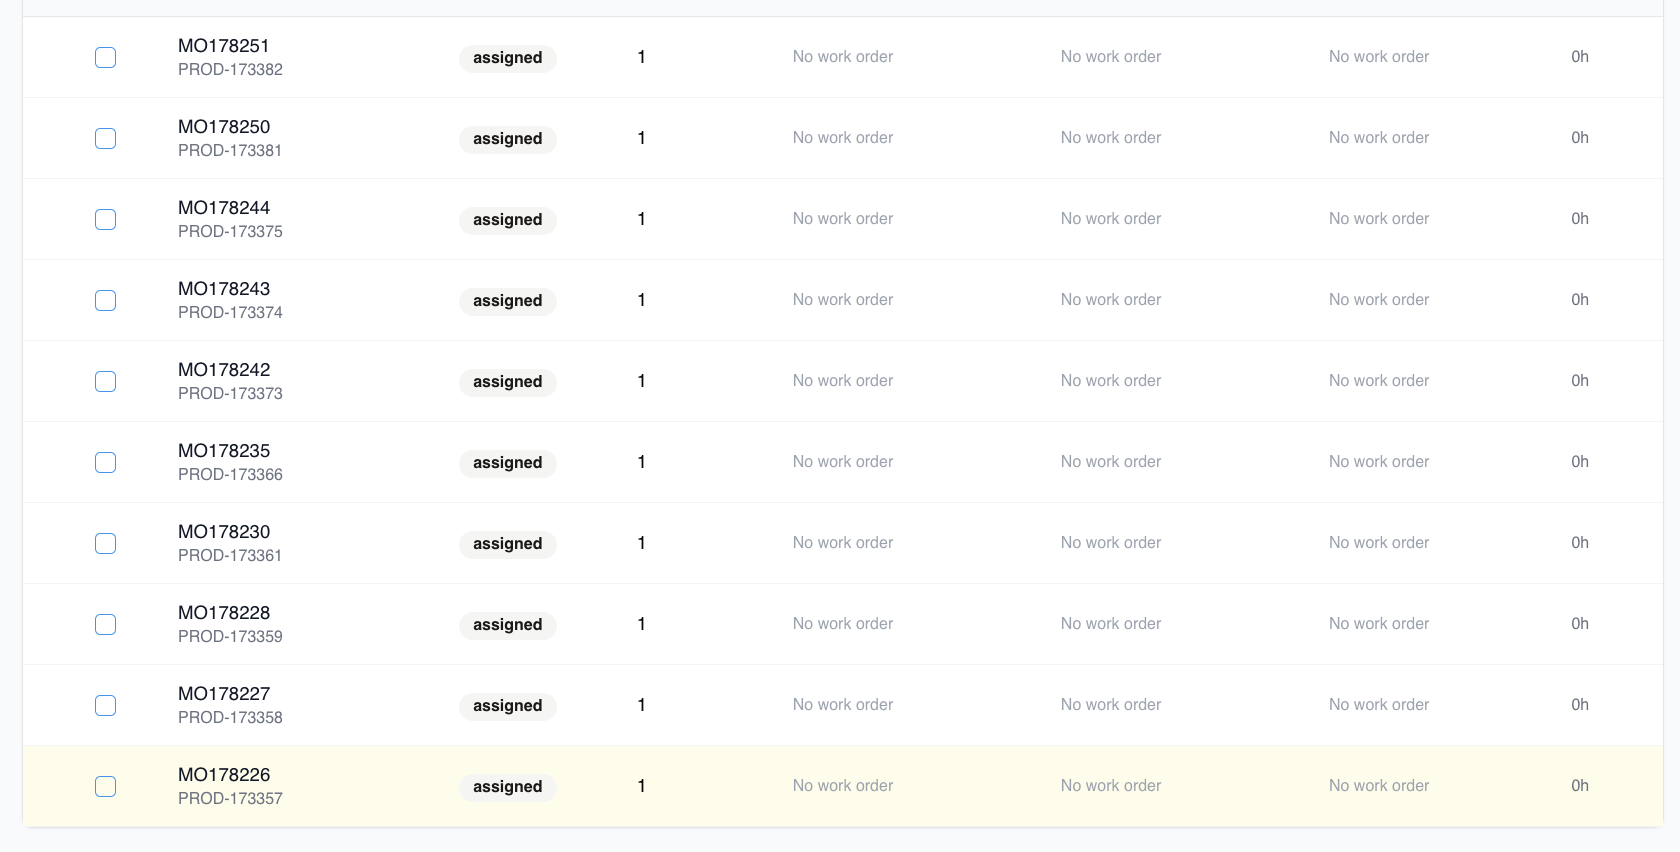 MO178251
PROD-173382
assigned
1
No work order
No work order
No work order
0h
MO178250
PROD-173381
assigned
1
No work order
No work order
No work order
0h
MO178244
PROD-173375
assigned
1
No work order
No work order
No work order
0h
MO178243
PROD-173374
assigned
1
No work order
No work order
No work order
0h
MO178242
PROD-173373
assigned
1
No work order
No work order
No work order
0h
MO178235
PROD-173366
assigned
1
No work order
No work order
No work order
0h
MO178230
PROD-173361
assigned
1
No work order
No work order
No work order
0h
MO178228
PROD-173359
assigned
1
No work order
No work order
No work order
0h
MO178227
PROD-173358
assigned
1
No work order
No work order
No work order
0h
MO178226
PROD-173357
assigned
1
No work order
No work order
No work order
0h